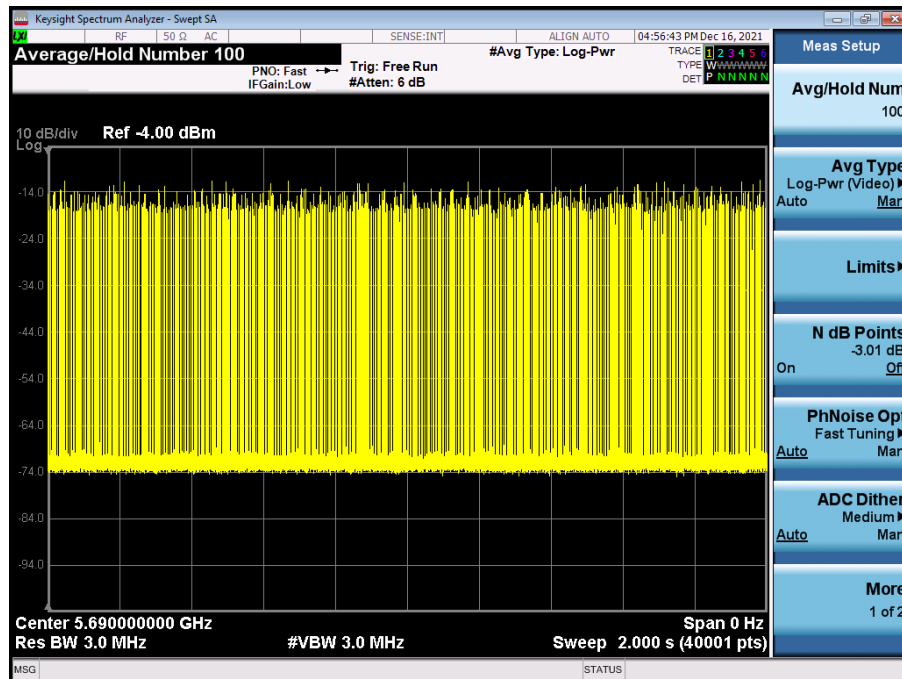 Keysight Spectrum Analyzer - Swept SA
LXI RF 50 Ω AC SENSE:INT ALIGN AUTO 04:56:43 PM Dec 16, 2021
Average/Hold Number 100
PNO: Fast
IFGain:Low
Trig: Free Run
#Atten: 6 dB
#Avg Type: Log-Pwr
TRACE 1 2 3 4 5 6
TYPE WWWWWW
DET P N N N N N
10 dB/div Ref -4.00 dBm
Log
-14.0
-24.0
-34.0
-44.0
-54.0
-64.0
-74.0
-84.0
-94.0
Center 5.690000000 GHz Span 0 Hz
Res BW 3.0 MHz #VBW 3.0 MHz Sweep 2.000 s (40001 pts)
MSG STATUS
Meas Setup
Avg/Hold Num
100
Avg Type
Log-Pwr (Video)
Auto Man
Limits
N dB Points
-3.01 dB
On Off
PhNoise Opt
Fast Tuning
Auto Man
ADC Dither
Medium
Auto Man
More
1 of 2